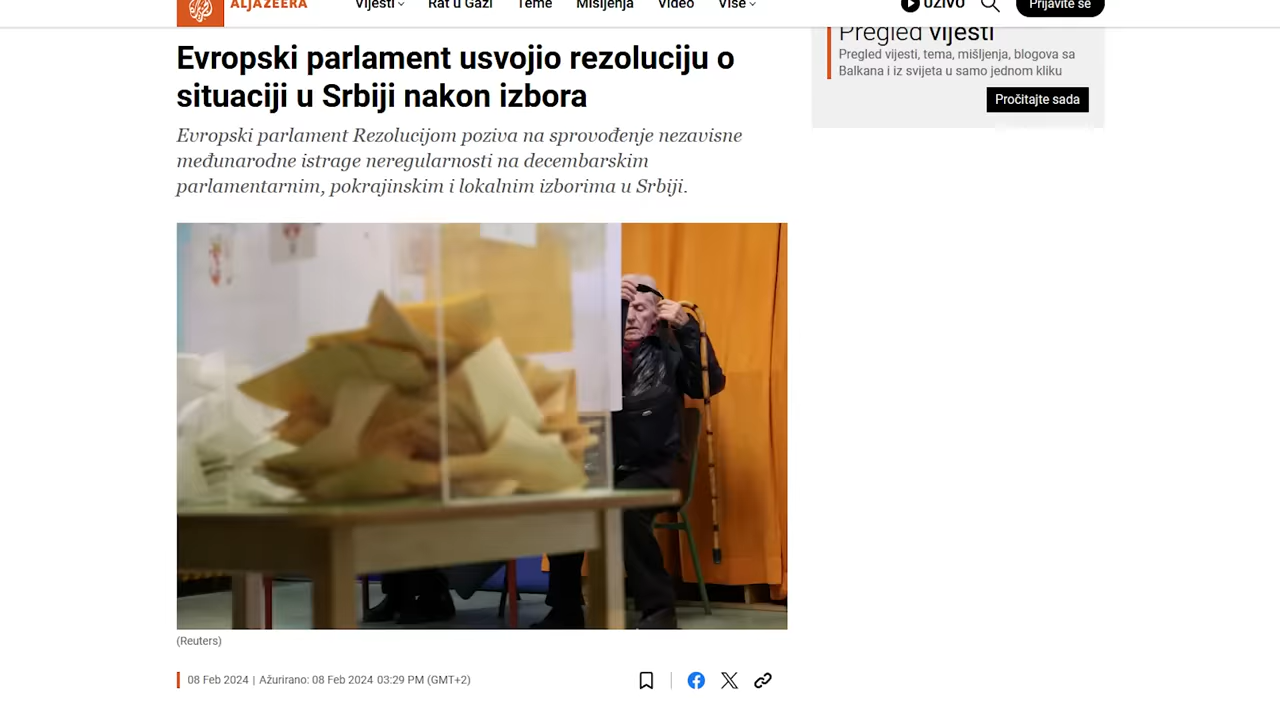 ALJAZEERA
Vijesti
Rat u Gazi
Teme
Mišljenja
Video
Više
UŽIVO
Prijavite se
Evropski parlament usvojio rezoluciju o
situaciji u Srbiji nakon izbora
Evropski parlament Rezolucijom poziva na sprovođenje nezavisne
međunarodne istrage neregularnosti na decembarskim
parlamentarnim, pokrajinskim i lokalnim izborima u Srbiji.
Pregled vijesti
Pregled vijesti, tema, mišljenja, blogova sa
Balkana i iz svijeta u samo jednom kliku
Pročitajte sada
(Reuters)
08 Feb 2024 | Ažurirano: 08 Feb 2024 03:29 PM (GMT+2)